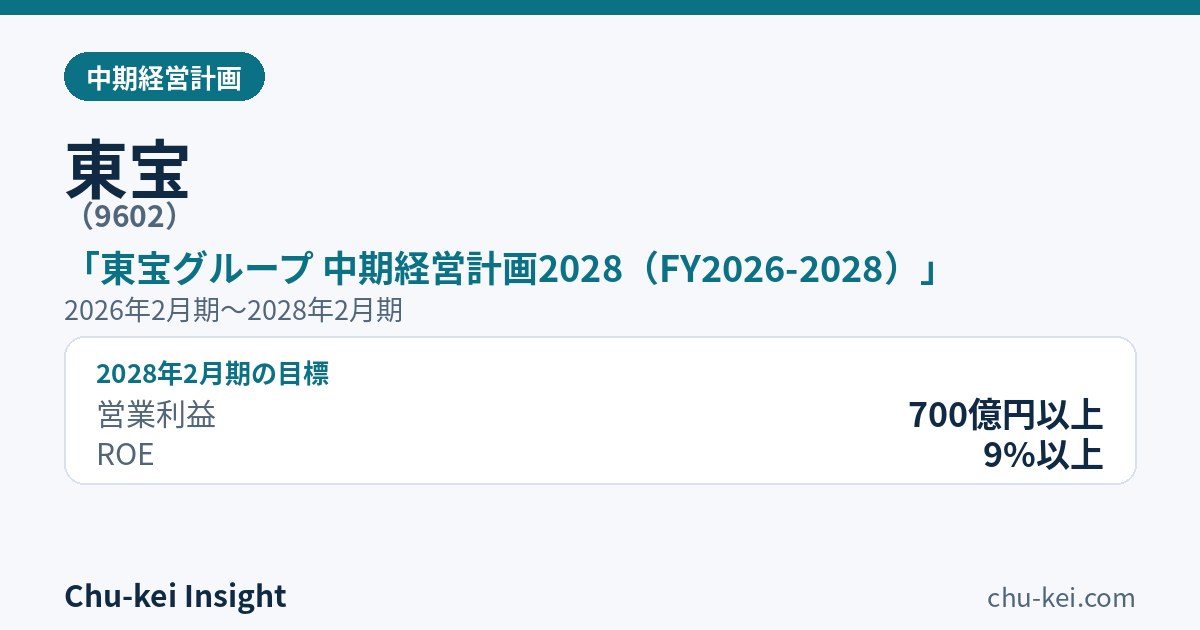 中期経営計画
東宝
（9602）
「東宝グループ 中期経営計画2028（FY2026-2028）」
2026年2月期～2028年2月期
2028年2月期の目標
営業利益 700億円以上
ROE 9%以上
Chu-kei Insight chu-kei.com